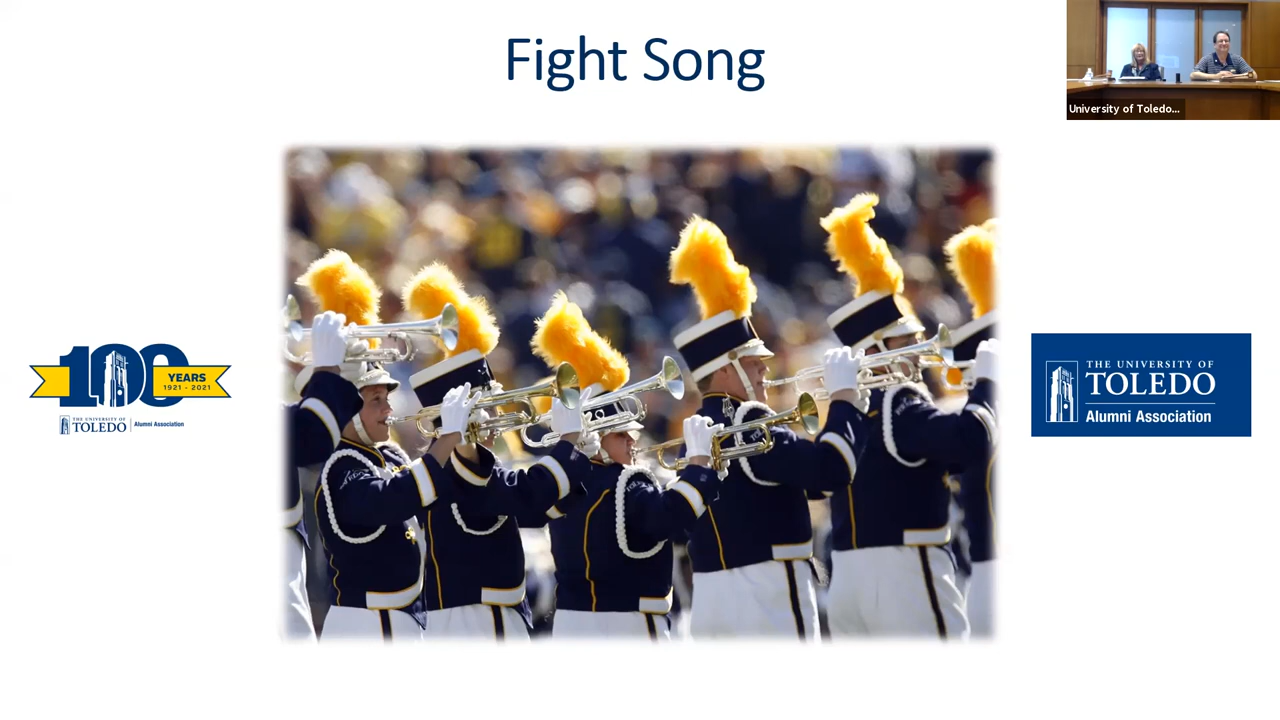 Fight Song
University of Toledo...
100
YEARS
1921 - 2021
THE UNIVERSITY OF
TOLEDO
Alumni Association
THE UNIVERSITY OF
TOLEDO
Alumni Association